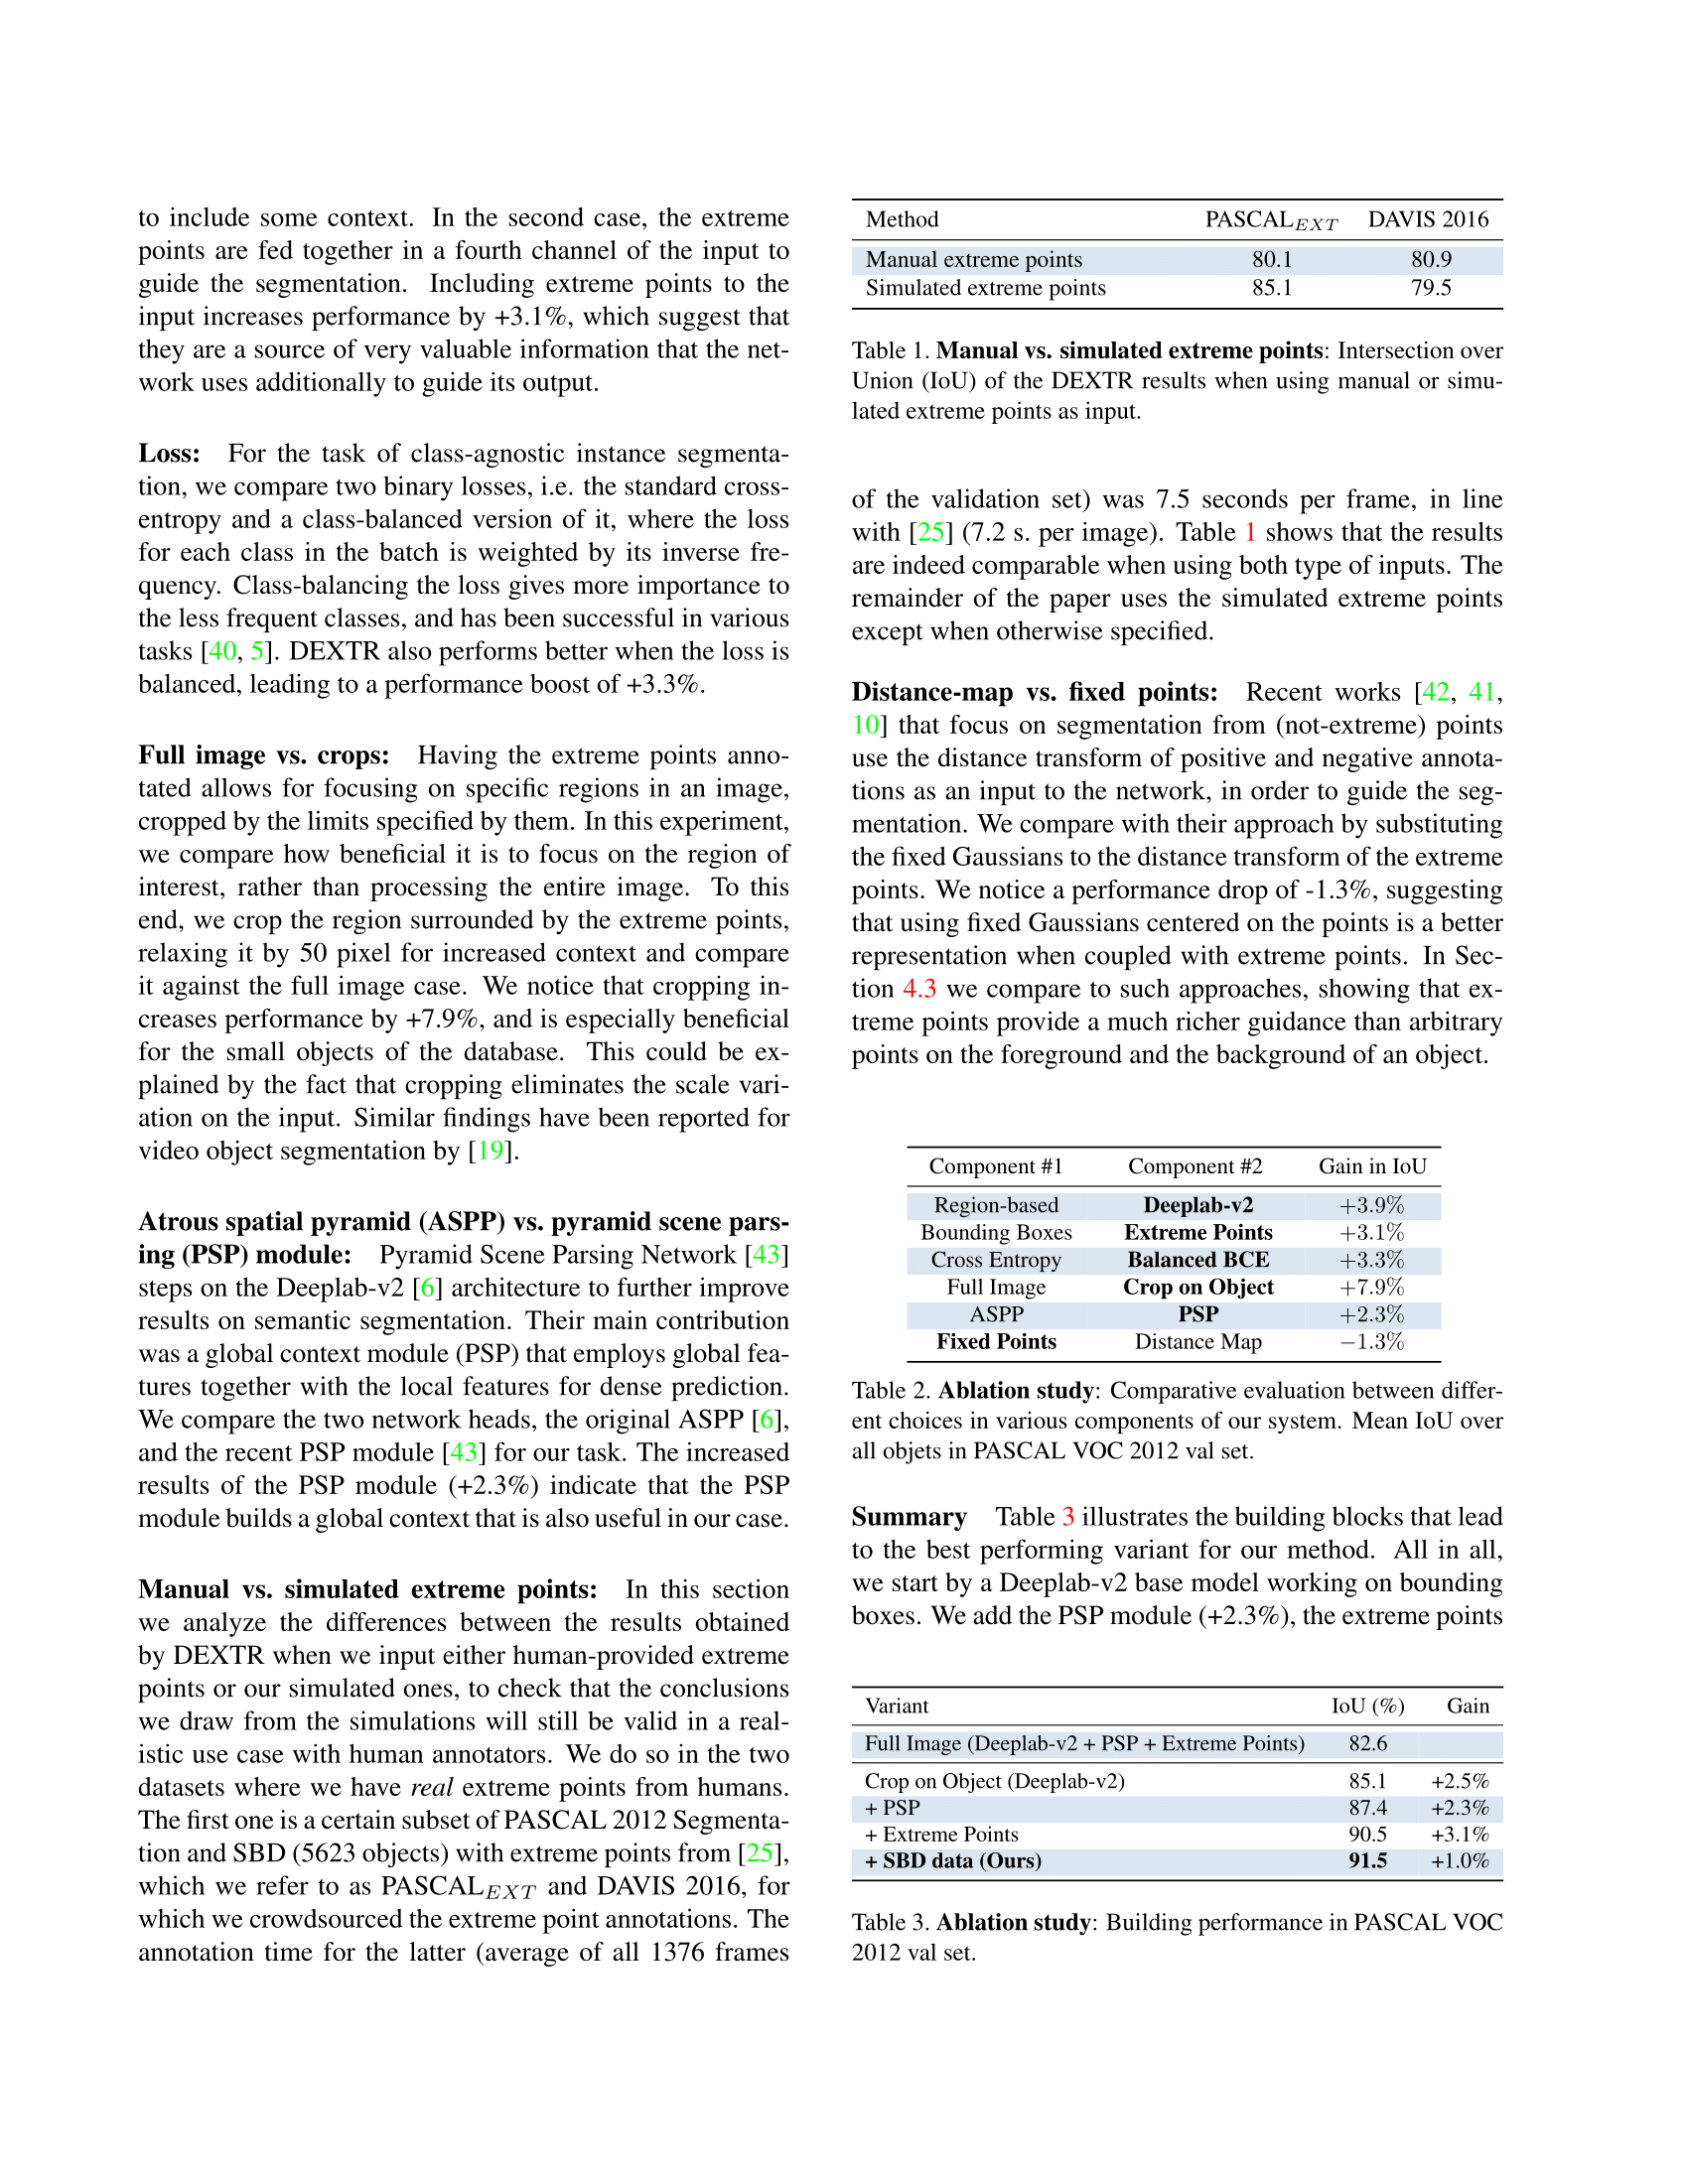 to include some context. In the second case, the extreme
points are fed together in a fourth channel of the input to
guide the segmentation. Including extreme points to the
input increases performance by +3.1%, which suggest that
they are a source of very valuable information that the net-
work uses additionally to guide its output.
Loss: For the task of class-agnostic instance segmenta-
tion, we compare two binary losses, i.e. the standard cross-
entropy and a class-balanced version of it, where the loss
for each class in the batch is weighted by its inverse fre-
quency. Class-balancing the loss gives more importance to
the less frequent classes, and has been successful in various
tasks [40, 5]. DEXTR also performs better when the loss is
balanced, leading to a performance boost of +3.3%.
Full image vs. crops: Having the extreme points anno-
tated allows for focusing on specific regions in an image,
cropped by the limits specified by them. In this experiment,
we compare how beneficial it is to focus on the region of
interest, rather than processing the entire image. To this
end, we crop the region surrounded by the extreme points,
relaxing it by 50 pixel for increased context and compare
it against the full image case. We notice that cropping in-
creases performance by +7.9%, and is especially beneficial
for the small objects of the database. This could be ex-
plained by the fact that cropping eliminates the scale vari-
ation on the input. Similar findings have been reported for
video object segmentation by [19].
Atrous spatial pyramid (ASPP) vs. pyramid scene pars-
ing (PSP) module: Pyramid Scene Parsing Network [43]
steps on the Deeplab-v2 [6] architecture to further improve
results on semantic segmentation. Their main contribution
was a global context module (PSP) that employs global fea-
tures together with the local features for dense prediction.
We compare the two network heads, the original ASPP [6],
and the recent PSP module [43] for our task. The increased
results of the PSP module (+2.3%) indicate that the PSP
module builds a global context that is also useful in our case.
Manual vs. simulated extreme points: In this section
we analyze the differences between the results obtained
by DEXTR when we input either human-provided extreme
points or our simulated ones, to check that the conclusions
we draw from the simulations will still be valid in a real-
istic use case with human annotators. We do so in the two
datasets where we have real extreme points from humans.
The first one is a certain subset of PASCAL 2012 Segmenta-
tion and SBD (5623 objects) with extreme points from [25],
which we refer to as PASCALEXT and DAVIS 2016, for
which we crowdsourced the extreme point annotations. The
annotation time for the latter (average of all 1376 frames
Method PASCALEXT DAVIS 2016
Manual extreme points 80.1 80.9
Simulated extreme points 85.1 79.5
Table 1. Manual vs. simulated extreme points: Intersection over
Union (IoU) of the DEXTR results when using manual or simu-
lated extreme points as input.
of the validation set) was 7.5 seconds per frame, in line
with [25] (7.2 s. per image). Table 1 shows that the results
are indeed comparable when using both type of inputs. The
remainder of the paper uses the simulated extreme points
except when otherwise specified.
Distance-map vs. fixed points: Recent works [42, 41,
10] that focus on segmentation from (not-extreme) points
use the distance transform of positive and negative annota-
tions as an input to the network, in order to guide the seg-
mentation. We compare with their approach by substituting
the fixed Gaussians to the distance transform of the extreme
points. We notice a performance drop of -1.3%, suggesting
that using fixed Gaussians centered on the points is a better
representation when coupled with extreme points. In Sec-
tion 4.3 we compare to such approaches, showing that ex-
treme points provide a much richer guidance than arbitrary
points on the foreground and the background of an object.
Component #1 Component #2 Gain in IoU
Region-based Deeplab-v2 +3.9%
Bounding Boxes Extreme Points +3.1%
Cross Entropy Balanced BCE +3.3%
Full Image Crop on Object +7.9%
ASPP PSP +2.3%
Fixed Points Distance Map −1.3%
Table 2. Ablation study: Comparative evaluation between differ-
ent choices in various components of our system. Mean IoU over
all objets in PASCAL VOC 2012 val set.
Summary Table 3 illustrates the building blocks that lead
to the best performing variant for our method. All in all,
we start by a Deeplab-v2 base model working on bounding
boxes. We add the PSP module (+2.3%), the extreme points
Variant IoU (%) Gain
Full Image (Deeplab-v2 + PSP + Extreme Points) 82.6
Crop on Object (Deeplab-v2) 85.1 +2.5%
+ PSP 87.4 +2.3%
+ Extreme Points 90.5 +3.1%
+ SBD data (Ours) 91.5 +1.0%
Table 3. Ablation study: Building performance in PASCAL VOC
2012 val set.